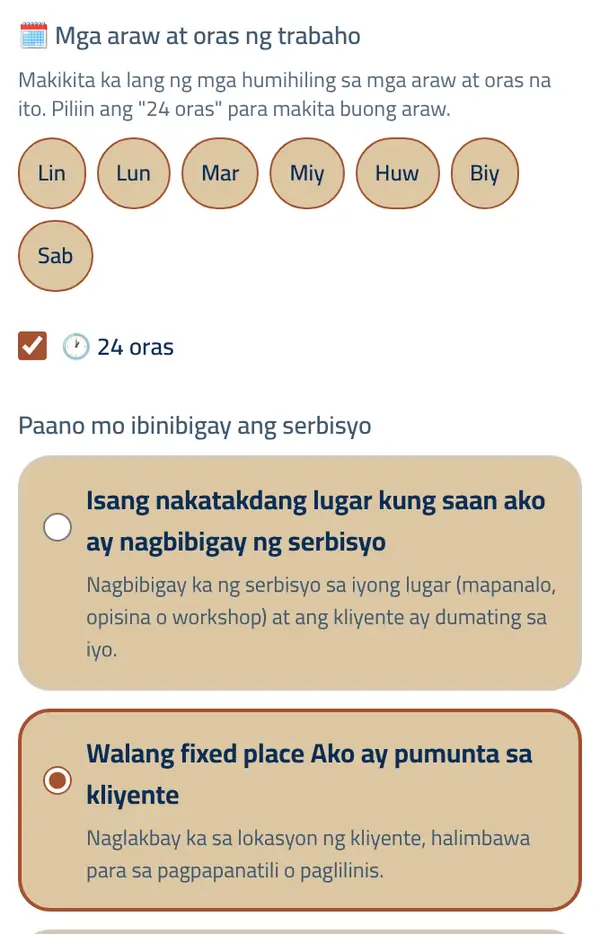 Mga araw at oras ng trabaho
Makikita ka lang ng mga humihiling sa mga araw at oras na
ito. Piliin ang "24 oras" para makita buong araw.
Lin Lun Mar Miy Huw Biy
Sab
24 oras
Paano mo ibinibigay ang serbisyo
Isang nakatakdang lugar kung saan ako
ay nagbibigay ng serbisyo
Nagbibigay ka ng serbisyo sa iyong lugar (mapanalo,
opisina o workshop) at ang kliyente ay dumating sa
iyo.
Walang fixed place Ako ay pumunta sa
kliyente
Naglakbay ka sa lokasyon ng kliyente, halimbawa
para sa pagpapanatili o paglilinis.